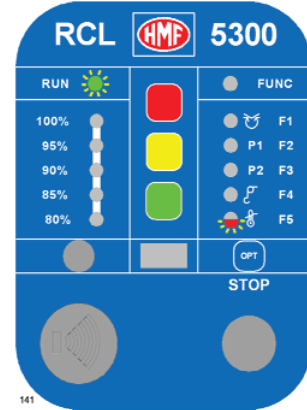 RCL HMF 5300
RUN FUNC
100% F1
95% P1 F2
90% P2 F3
85% F4
80% F5
OPT
STOP
141